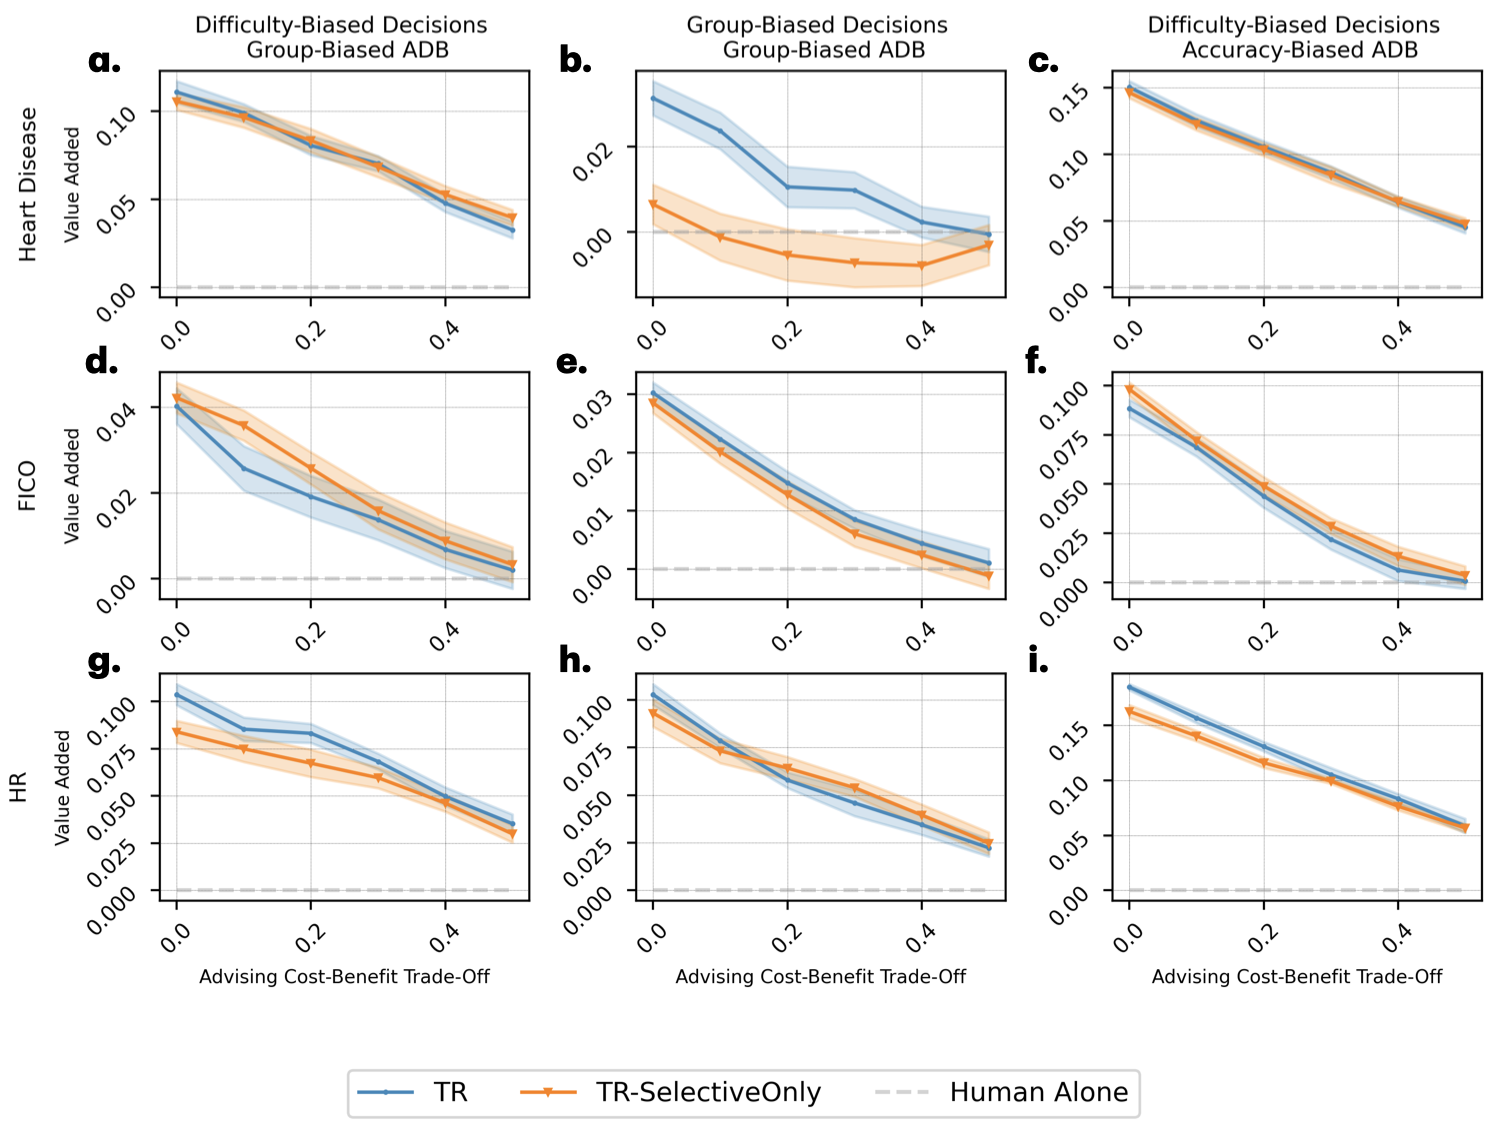 Difficulty-Biased Decisions
Group-Biased ADB
Group-Biased Decisions
Group-Biased ADB
Difficulty-Biased Decisions
Accuracy-Biased ADB
a.
b.
c.
Heart Disease
Value Added
0.10
0.05
0.00
0.0
0.2
0.4
0.02
0.00
0.0
0.2
0.4
0.15
0.10
0.05
0.00
0.0
0.2
0.4
d.
e.
f.
FICO
Value Added
0.04
0.02
0.00
0.0
0.2
0.4
0.03
0.02
0.01
0.00
0.0
0.2
0.4
0.100
0.075
0.050
0.025
0.000
0.0
0.2
0.4
g.
h.
i.
HR
Value Added
0.100
0.075
0.050
0.025
0.000
0.0
0.2
0.4
Advising Cost-Benefit Trade-Off
0.100
0.075
0.050
0.025
0.000
0.0
0.2
0.4
Advising Cost-Benefit Trade-Off
0.15
0.10
0.05
0.00
0.0
0.2
0.4
Advising Cost-Benefit Trade-Off
TR
TR-SelectiveOnly
Human Alone